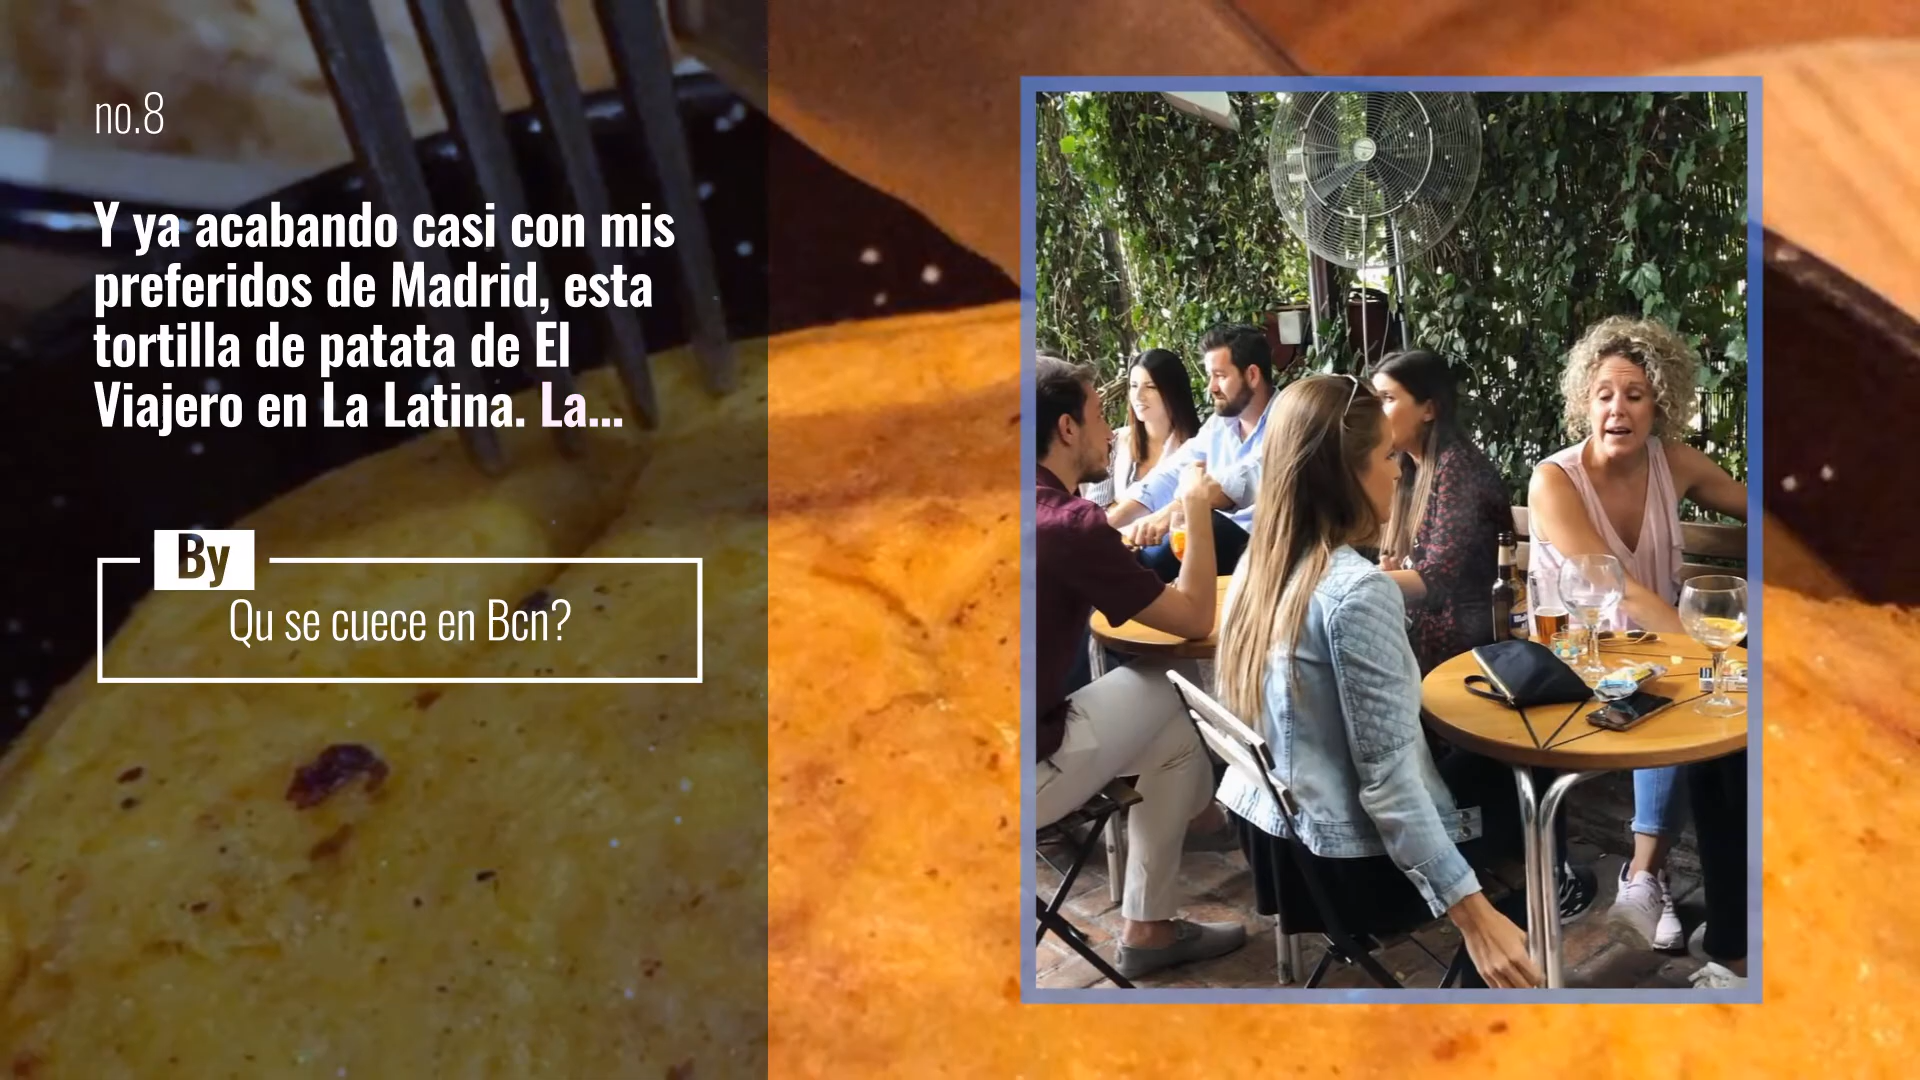 no.8
Y ya acabando casi con mis
preferidos de Madrid, esta
tortilla de patata de El
Viajero en La Latina. La...
By
Qu se cuece en Bcn?